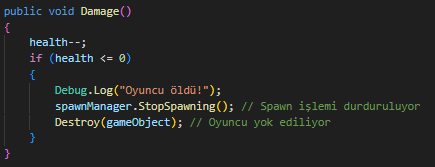 public void Damage()
{
health--;
if (health <= 0)
{
Debug.Log("Oyuncu öldü!");
spawnManager.StopSpawning(); // Spawn işlemi durduruluyor
Destroy(gameObject); // Oyuncu yok ediliyor
}
}